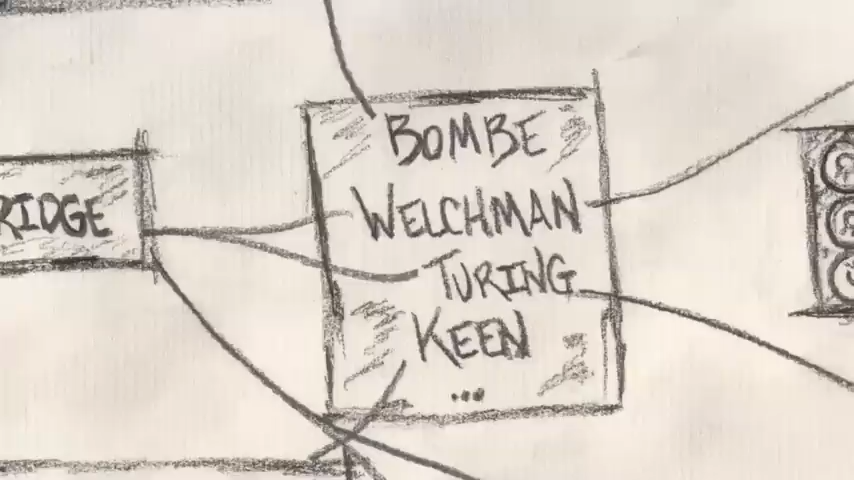 BOMBE
RIDGE
WELCHMAN
TURING
KEEN
...